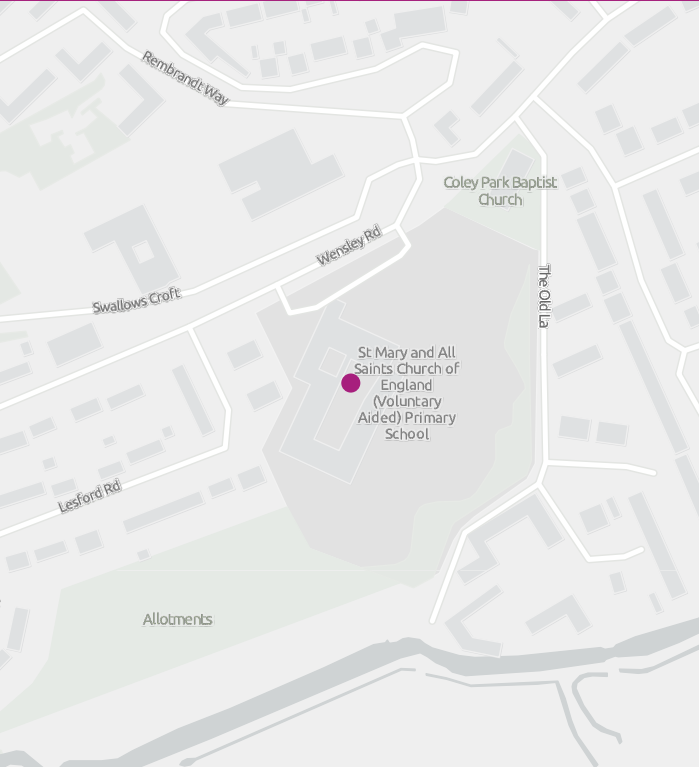 Rembrandt Way
Coley Park Baptist
Church
Wensley Rd
Swallows Croft
The Old La
St Mary and All
Saints Church of
England
(Voluntary
Aided) Primary
School
Lesford Rd
Allotments